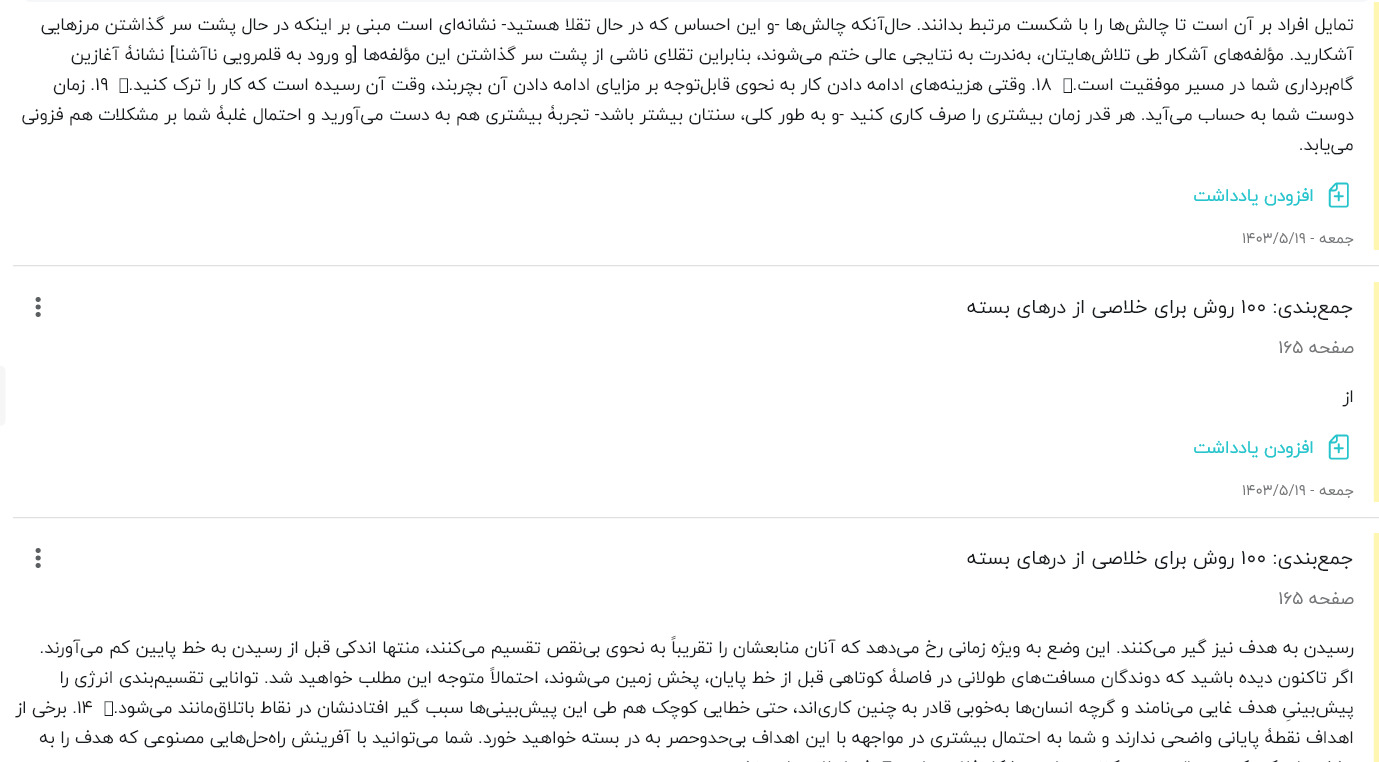 تمایل افراد بر آن است تا چالش‌ها را با شکست مرتبط بدانند. حال‌آنکه چالش‌ها -و این احساس که در حال تقلا هستید- نشانه‌ای است مبنی بر اینکه در حال پشت سر گذاشتن مرزهایی
آشکارید. مؤلفه‌های آشکار طی تلاش‌هایتان، به‌ندرت به نتایجی عالی ختم می‌شوند، بنابراین تقلای ناشی از پشت سر گذاشتن این مؤلفه‌ها [و ورود به قلمرویی ناآشنا] نشانهٔ آغازین
گام‌برداری شما در مسیر موفقیت است. ۱۸. وقتی هزینه‌های ادامه دادن کار به نحوی قابل‌توجه بر مزایای ادامه دادن آن بچربند، وقت آن رسیده است که کار را ترک کنید. ۱۹. زمان
دوست شما به حساب می‌آید. هر قدر زمان بیشتری را صرف کاری کنید -و به طور کلی، سنتان بیشتر باشد- تجربهٔ بیشتری هم به دست می‌آورید و احتمال غلبهٔ شما بر مشکلات هم فزونی
می‌یابد.
افزودن یادداشت
جمعه - ۱۴۰۳/۵/۱۹
جمع‌بندی: ۱۰۰ روش برای خلاصی از درهای بسته
صفحه ۱۶۵
از
افزودن یادداشت
جمعه - ۱۴۰۳/۵/۱۹
جمع‌بندی: ۱۰۰ روش برای خلاصی از درهای بسته
صفحه ۱۶۵
رسیدن به هدف نیز گیر می‌کنند. این وضع به ویژه زمانی رخ می‌دهد که آنان منابعشان را تقریباً به نحوی بی‌نقص تقسیم می‌کنند، منتها اندکی قبل از رسیدن به خط پایین کم می‌آورند.
اگر تاکنون دیده باشید که دوندگان مسافت‌های طولانی در فاصلهٔ کوتاهی قبل از خط پایان، پخش زمین می‌شوند، احتمالاً متوجه این مطلب خواهید شد. توانایی تقسیم‌بندی انرژی را
پیش‌بینیِ هدف غایی می‌نامند و گرچه انسان‌ها به‌خوبی قادر به چنین کاری‌اند، حتی خطایی کوچک هم طی این پیش‌بینی‌ها سبب گیر افتادنشان در نقاط باتلاق‌مانند می‌شود. ۱۴. برخی از
اهداف نقطهٔ پایانی واضحی ندارند و شما به احتمال بیشتری در مواجهه با این اهداف بی‌حدوحصر به در بسته خواهید خورد. شما می‌توانید با آفرینش راه‌حل‌هایی مصنوعی که هدف را به